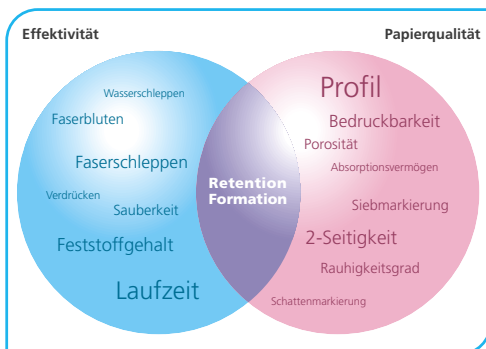 Effektivität
Papierqualität
Wasserschleppen
Faserbluten
Faserschleppen
Verdrücken
Sauberkeit
Feststoffgehalt
Laufzeit
Retention
Formation
Profil
Bedruckbarkeit
Porosität
Absorptionsvermögen
Siebmarkierung
2-Seitigkeit
Rauhigkeitsgrad
Schattenmarkierung